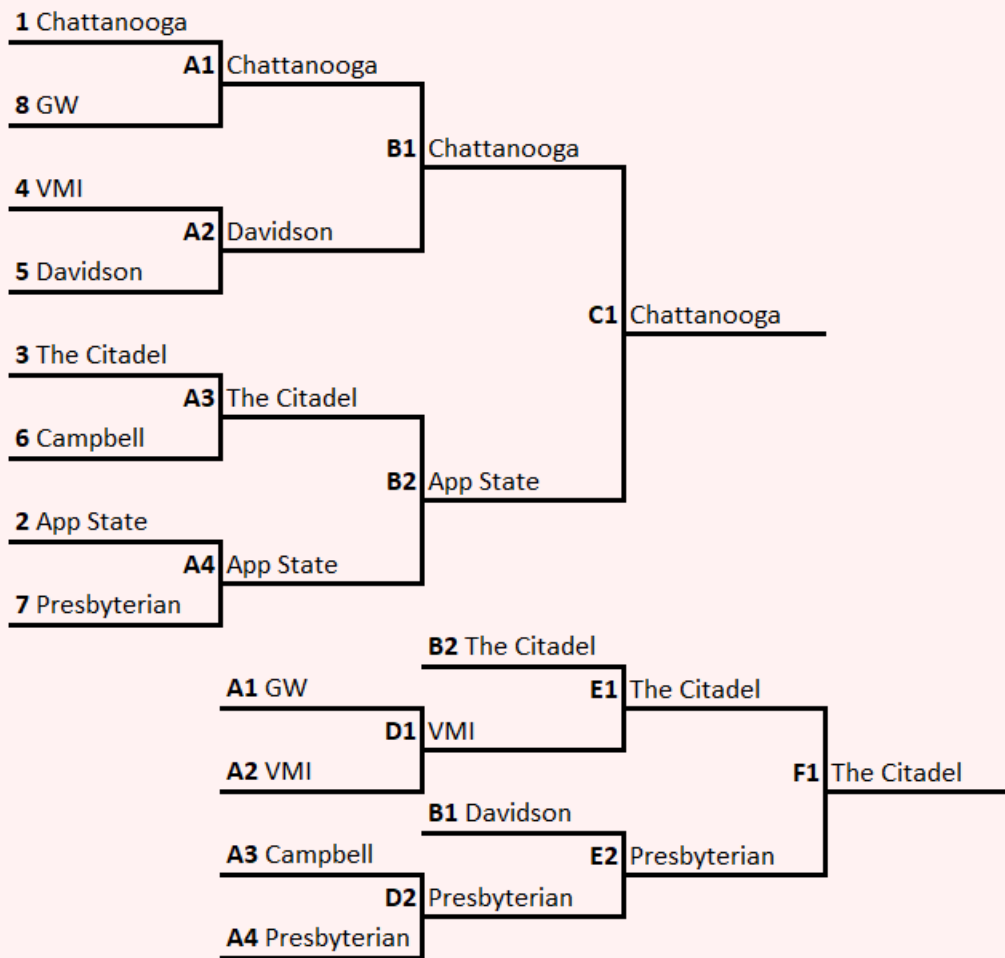 1 Chattanooga
A1 Chattanooga
8 GW
B1 Chattanooga
4 VMI
A2 Davidson
5 Davidson
C1 Chattanooga
3 The Citadel
A3 The Citadel
6 Campbell
B2 App State
2 App State
A4 App State
7 Presbyterian
B2 The Citadel
A1 GW
E1 The Citadel
D1 VMI
A2 VMI
F1 The Citadel
B1 Davidson
A3 Campbell
E2 Presbyterian
D2 Presbyterian
A4 Presbyterian